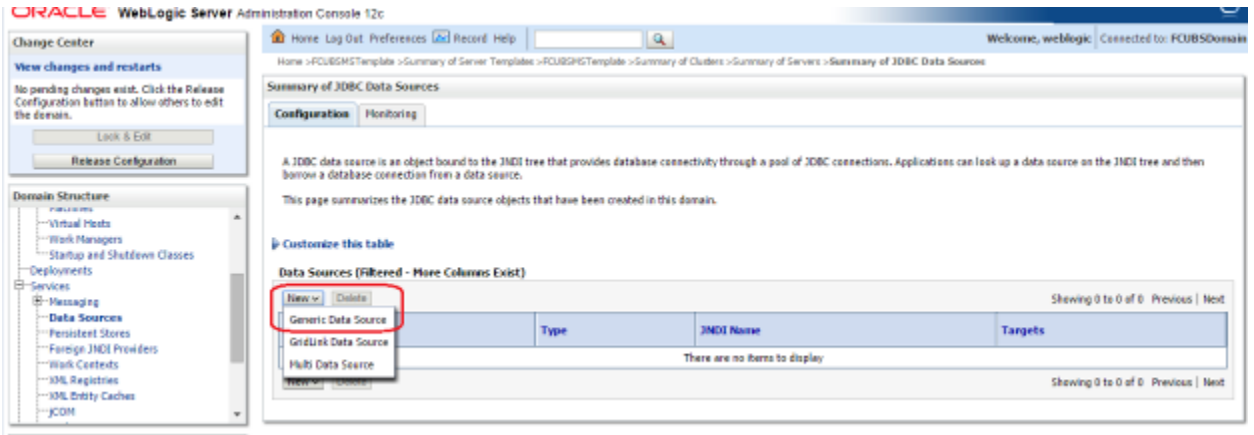 ORACLE WebLogic Server Administration Console 12c
Change Center
View changes and restarts
No pending changes exist. Click the Release
Configuration button to allow others to edit
the domain.
Lock & Edit
Release Configuration
Domain Structure
Machines
Virtual Hosts
Work Managers
Startup and Shutdown Classes
Deployments
Services
Messaging
Data Sources
Persistent Stores
Foreign JNDI Providers
Work Contexts
XML Registries
XML Entity Caches
jCOM
Home Log Out Preferences Record Help
Welcome, weblogic Connected to: FCUBSDomain
Home >FCUBSMSTemplate >Summary of Server Templates >FCUBSMSTemplate >Summary of Clusters >Summary of Servers >Summary of JDBC Data Sources
Summary of JDBC Data Sources
Configuration Monitoring
A JDBC data source is an object bound to the JNDI tree that provides database connectivity through a pool of JDBC connections. Applications can look up a data source on the JNDI tree and then
borrow a database connection from a data source.
This page summarizes the JDBC data source objects that have been created in this domain.
Customize this table
Data Sources (Filtered - More Columns Exist)
New Delete
Showing 0 to 0 of 0 Previous | Next
Generic Data Source
GridLink Data Source
Multi Data Source
Type JNDI Name Targets
There are no items to display
New Delete
Showing 0 to 0 of 0 Previous | Next